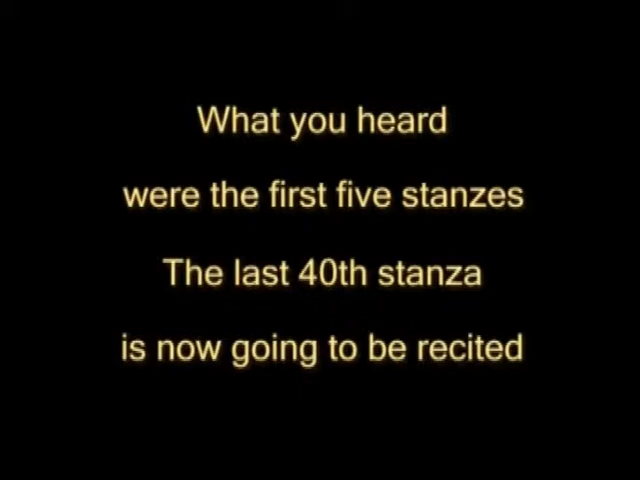 What you heard
were the first five stanzes
The last 40th stanza
is now going to be recited